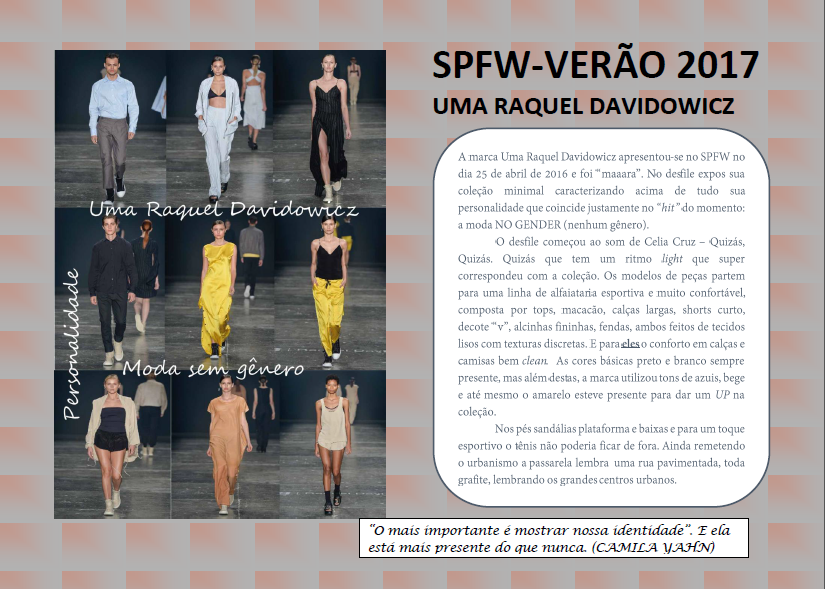 SPFW-VERÃO 2017
UMA RAQUEL DAVIDOWICZ
A marca Uma Raquel Davidowicz apresentou-se no SPFW no
dia 25 de abril de 2016 e foi “maaara”. No desfile expos sua
coleção minimal caracterizando acima de tudo sua
personalidade que coincide justamente no “hit” do momento:
a moda NO GENDER (nenhum gênero).
O desfile começou ao som de Celia Cruz – Quizás,
Quizás. Quizás que tem um ritmo light que super
correspondeu com a coleção. Os modelos de peças partem
para uma linha de alfaiataria esportiva e muito confortável,
composta por tops, macacão, calças largas, shorts curto,
decote “v”, alcinhas fininhas, fendas, ambos feitos de tecidos
lisos com texturas discretas. E para eles o conforto em calças e
camisas bem clean. As cores básicas preto e branco sempre
presente, mas além destas, a marca utilizou tons de azuis, bege
e até mesmo o amarelo esteve presente para dar um UP na
coleção.
Nos pés sandálias plataforma e baixas e para um toque
esportivo o tênis não poderia ficar de fora. Ainda remetendo
o urbanismo a passarela lembra uma rua pavimentada, toda
grafite, lembrando os grandes centros urbanos.
Uma Raquel Davidowicz
Personalidade
Moda sem gênero
“O mais importante é mostrar nossa identidade”. E ela
está mais presente do que nunca. (CAMILA YAHN)